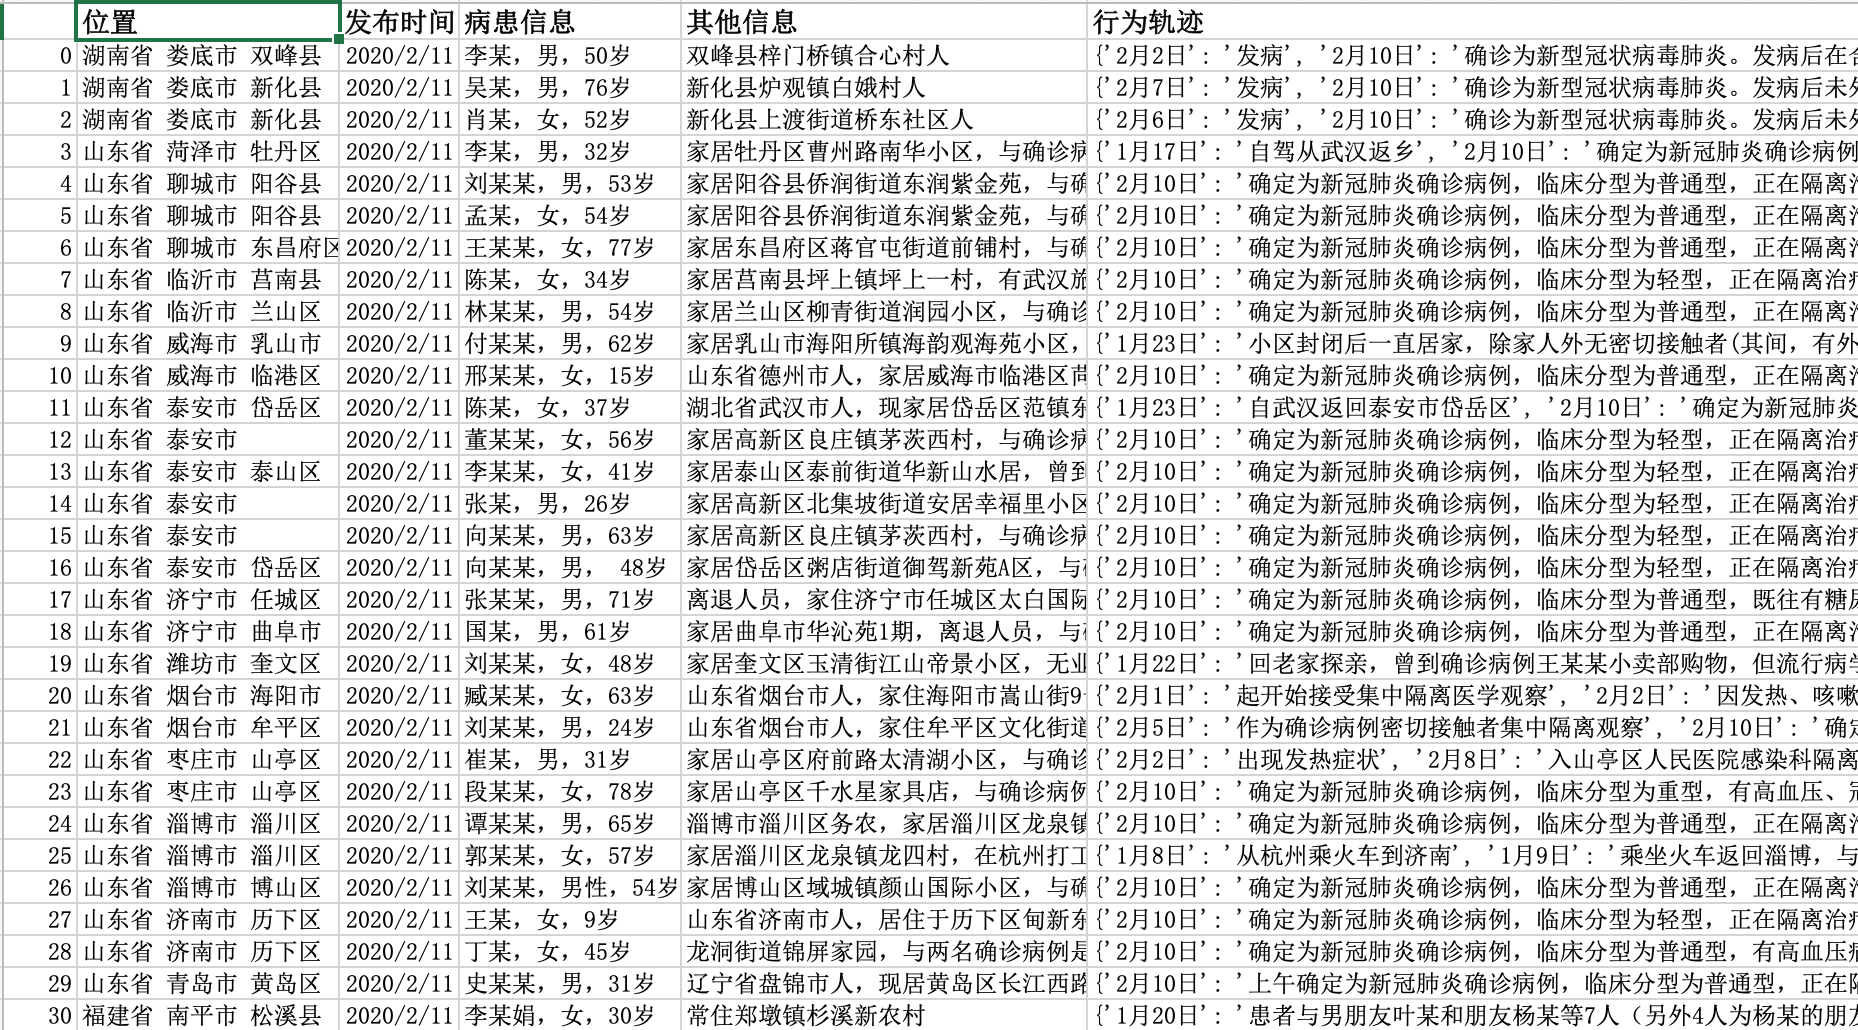 位置 发布时间 病患信息 其他信息 行为轨迹
0 湖南省 娄底市 双峰县 2020/2/11 李某，男，50岁 双峰县梓门桥镇合心村人 {'2月2日': '发病', '2月10日': '确诊为新型冠状病毒肺炎。发病后在
1 湖南省 娄底市 新化县 2020/2/11 吴某，男，76岁 新化县炉观镇白娥村人 {'2月7日': '发病', '2月10日': '确诊为新型冠状病毒肺炎。发病后未
2 湖南省 娄底市 新化县 2020/2/11 肖某，女，52岁 新化县上渡街道桥东社区人 {'2月6日': '发病', '2月10日': '确诊为新型冠状病毒肺炎。发病后未
3 山东省 菏泽市 牡丹区 2020/2/11 李某，男，32岁 家居牡丹区曹州路南华小区，与确诊病 {'1月17日': '自驾从武汉返乡', '2月10日': '确定为新冠肺炎确诊病例
4 山东省 聊城市 阳谷县 2020/2/11 刘某某，男，53岁 家居阳谷县侨润街道东润紫金苑，与确 {'2月10日': '确定为新冠肺炎确诊病例，临床分型为普通型，正在隔离
5 山东省 聊城市 阳谷县 2020/2/11 孟某，女，54岁 家居阳谷县侨润街道东润紫金苑，与确 {'2月10日': '确定为新冠肺炎确诊病例，临床分型为普通型，正在隔离
6 山东省 聊城市 东昌府区 2020/2/11 王某某，女，77岁 家居东昌府区蒋官屯街道前铺村，与确 {'2月10日': '确定为新冠肺炎确诊病例，临床分型为普通型，正在隔离
7 山东省 临沂市 莒南县 2020/2/11 陈某，女，34岁 家居莒南县坪上镇坪上一村，有武汉旅 {'2月10日': '确定为新冠肺炎确诊病例，临床分型为轻型，正在隔离治
8 山东省 临沂市 兰山区 2020/2/11 林某某，男，54岁 家居兰山区柳青街道润园小区，与确诊 {'2月10日': '确定为新冠肺炎确诊病例，临床分型为普通型，正在隔离
9 山东省 威海市 乳山市 2020/2/11 付某某，男，62岁 家居乳山市海阳所镇海韵观海苑小区， {'1月23日': '小区封闭后一直居家，除家人外无密切接触者(其间，有外
10 山东省 威海市 临港区 2020/2/11 邢某某，女，15岁 山东省德州市人，家居威海市临港区苘 {'2月10日': '确定为新冠肺炎确诊病例，临床分型为普通型，正在隔离
11 山东省 泰安市 岱岳区 2020/2/11 陈某，女，37岁 湖北省武汉市人，现家居岱岳区范镇东 {'1月23日': '自武汉返回泰安市岱岳区', '2月10日': '确定为新冠肺炎
12 山东省 泰安市 2020/2/11 董某某，女，56岁 家居高新区良庄镇茅茨西村，与确诊病 {'2月10日': '确定为新冠肺炎确诊病例，临床分型为轻型，正在隔离治
13 山东省 泰安市 泰山区 2020/2/11 李某某，女，41岁 家居泰山区泰前街道华新山水居，曾到 {'2月10日': '确定为新冠肺炎确诊病例，临床分型为轻型，正在隔离治
14 山东省 泰安市 2020/2/11 张某，男，26岁 家居高新区北集坡街道安居幸福里小区 {'2月10日': '确定为新冠肺炎确诊病例，临床分型为轻型，正在隔离治
15 山东省 泰安市 2020/2/11 向某某，男，63岁 家居高新区良庄镇茅茨西村，与确诊病 {'2月10日': '确定为新冠肺炎确诊病例，临床分型为轻型，正在隔离治
16 山东省 泰安市 岱岳区 2020/2/11 向某某，男， 48岁 家居岱岳区粥店街道御驾新苑A区，与 {'2月10日': '确定为新冠肺炎确诊病例，临床分型为轻型，正在隔离治
17 山东省 济宁市 任城区 2020/2/11 张某某，男，71岁 离退人员，家住济宁市任城区太白国际 {'2月10日': '确定为新冠肺炎确诊病例，临床分型为普通型，既往有糖尿
18 山东省 济宁市 曲阜市 2020/2/11 国某，男，61岁 家居曲阜市华沁苑1期，离退人员，与 {'2月10日': '确定为新冠肺炎确诊病例，临床分型为普通型，正在隔离
19 山东省 潍坊市 奎文区 2020/2/11 刘某某，女，48岁 家居奎文区玉清街江山帝景小区，无业 {'1月22日': '回老家探亲，曾到确诊病例王某某小卖部购物，但流行病学
20 山东省 烟台市 海阳市 2020/2/11 臧某某，女，63岁 山东省烟台市人，家住海阳市嵩山街9 {'2月1日': '起开始接受集中隔离医学观察', '2月2日': '因发热、咳嗽
21 山东省 烟台市 牟平区 2020/2/11 刘某某，男，24岁 山东省烟台市人，家住牟平区文化街道 {'2月5日': '作为确诊病例密切接触者集中隔离观察', '2月10日': '确定
22 山东省 枣庄市 山亭区 2020/2/11 崔某，男，31岁 家居山亭区府前路太清湖小区，与确诊 {'2月2日': '出现发热症状', '2月8日': '入山亭区人民医院感染科隔离
23 山东省 枣庄市 山亭区 2020/2/11 段某某，女，78岁 家居山亭区千水星家具店，与确诊病例 {'2月10日': '确定为新冠肺炎确诊病例，临床分型为重型，有高血压、冠
24 山东省 淄博市 淄川区 2020/2/11 谭某某，男，65岁 淄博市淄川区务农，家居淄川区龙泉镇 {'2月10日': '确定为新冠肺炎确诊病例，临床分型为普通型，正在隔离
25 山东省 淄博市 淄川区 2020/2/11 郭某某，女，57岁 家居淄川区龙泉镇龙四村，在杭州打工 {'1月8日': '从杭州乘火车到济南', '1月9日': '乘坐火车返回淄博，与
26 山东省 淄博市 博山区 2020/2/11 刘某某，男性，54岁 家居博山区域城镇颜山国际小区，与确 {'2月10日': '确定为新冠肺炎确诊病例，临床分型为普通型，正在隔离
27 山东省 济南市 历下区 2020/2/11 王某，女，9岁 山东省济南市人，居住于历下区甸新东 {'2月10日': '确定为新冠肺炎确诊病例，临床分型为轻型，正在隔离治
28 山东省 济南市 历下区 2020/2/11 丁某，女，45岁 龙洞街道锦屏家园，与两名确诊病例是 {'2月10日': '确定为新冠肺炎确诊病例，临床分型为普通型，有高血压病
29 山东省 青岛市 黄岛区 2020/2/11 史某某，男，31岁 辽宁省盘锦市人，现居黄岛区长江西路 {'2月10日': '上午确定为新冠肺炎确诊病例，临床分型为普通型，正在隔
30 福建省 南平市 松溪县 2020/2/11 李某娟，女，30岁 常住郑墩镇杉溪新农村 {'1月20日': '患者与男朋友叶某和朋友杨某等7人（另外4人为杨某的朋友